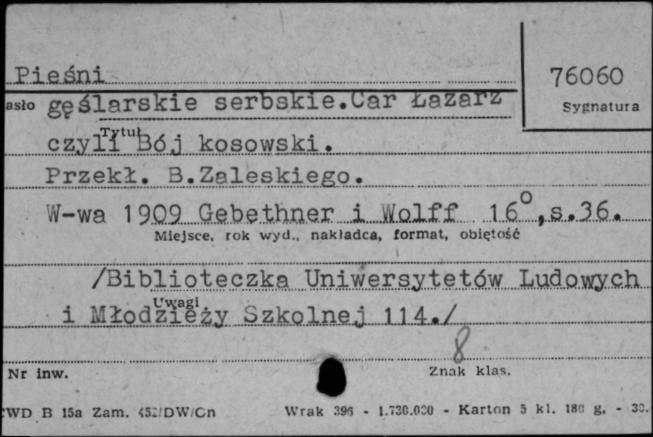 Pieśni
76060
asło gęślarskie serbskie.Car Łazarz
Sygnatura
Tytuł
czyli Bój kosowski.
Przekł. B.Zaleskiego.
W-wa 1909 Gebethner i Wolff 16°,s.36.
Miejsce, rok wyd., nakładca, format, objętość
/Biblioteczka Uniwersytetów Ludowych
Uwagi
i Młodzieży Szkolnej 114./
8
Nr inw.
Znak klas.
WD B 15a Zam. 452/DW/Cn Wrak 396 - 1.730.000 - Karton 5 kl. 180 g. - 30.